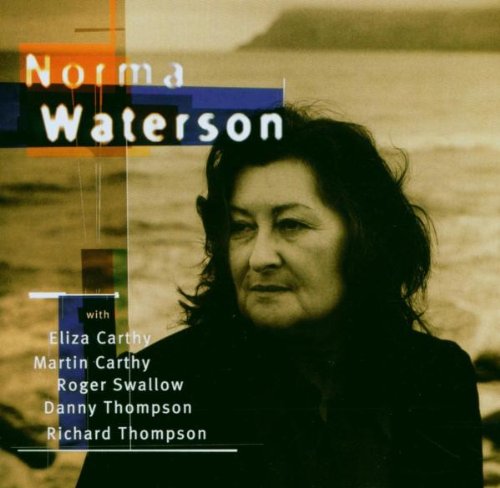 Norma
Waterson
with
Eliza Carthy
Martin Carthy
Roger Swallow
Danny Thompson
Richard Thompson